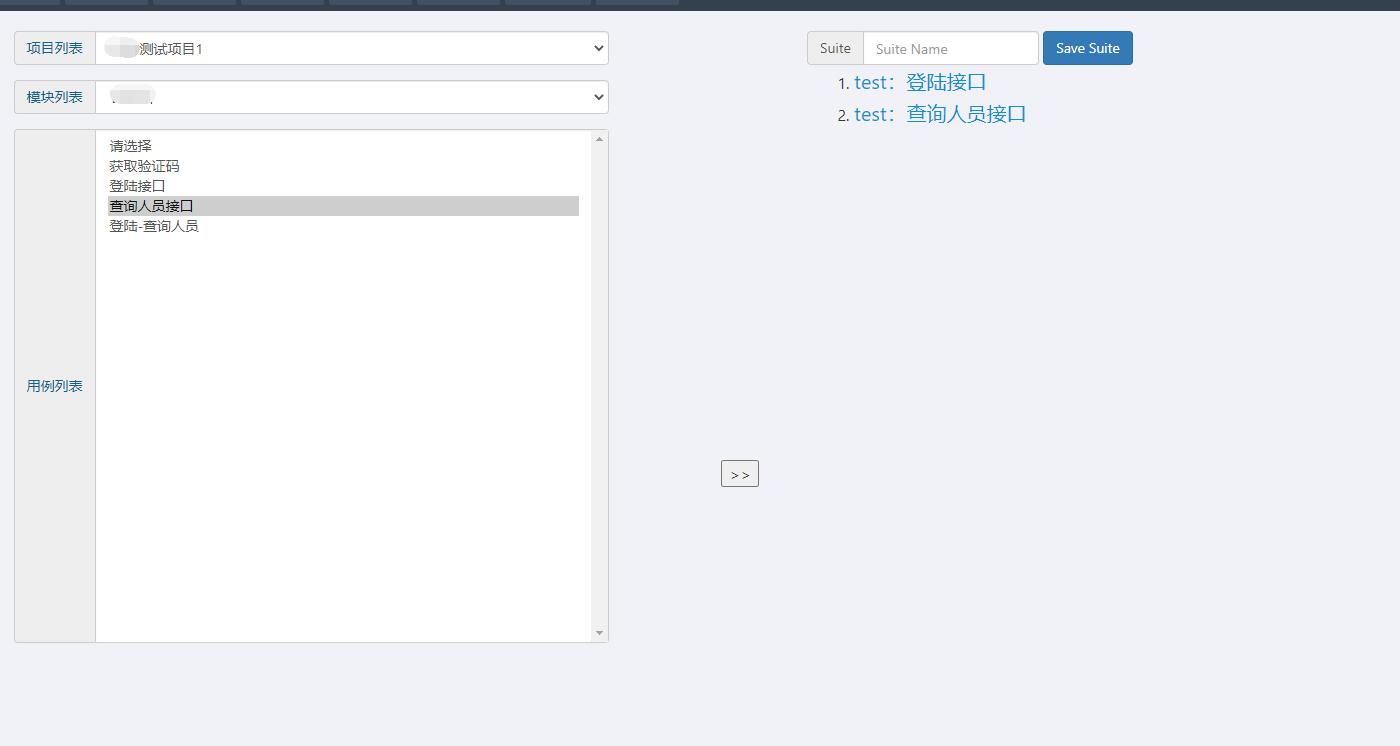 项目列表
测试项目1
模块列表
用例列表
请选择
获取验证码
登陆接口
查询人员接口
登陆-查询人员
>>
Suite
Suite Name
Save Suite
1. test：登陆接口
2. test：查询人员接口